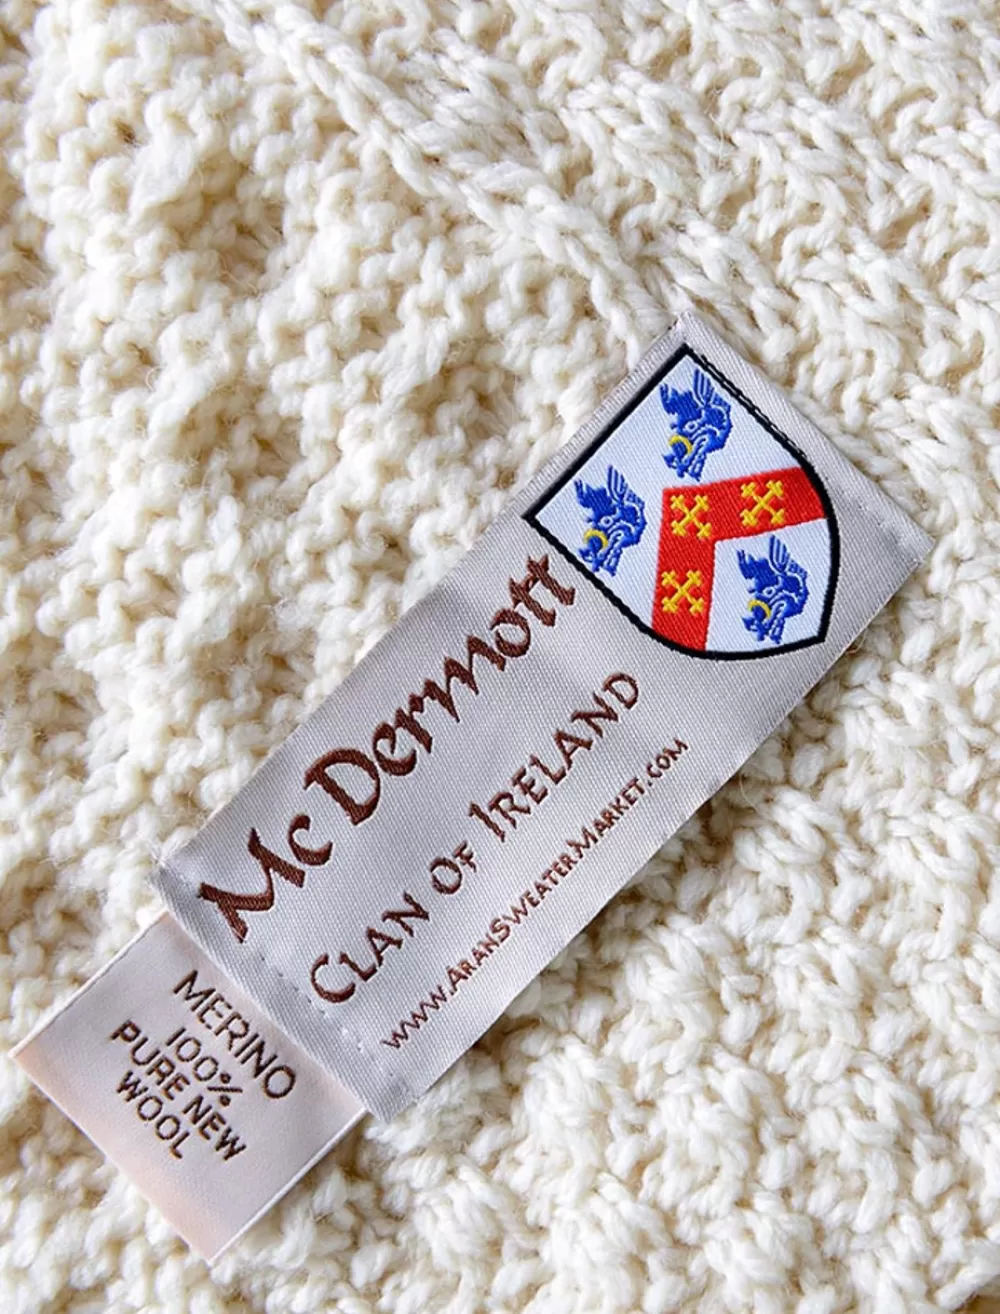 Mc Dermott
Clan Of Ireland
www.AranSweaterMarket.com
MERINO
100%
PURE NEW
WOOL